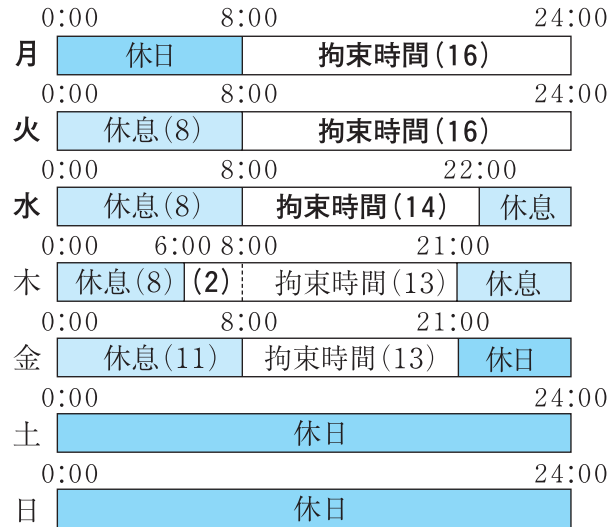 0:00 8:00 24:00
月 休日 拘束時間(16)
0:00 8:00 24:00
火 休息(8) 拘束時間(16)
0:00 8:00 22:00
水 休息(8) 拘束時間(14) 休息
0:00 6:00 8:00 21:00
木 休息(8) (2) 拘束時間(13) 休息
0:00 8:00 21:00
金 休息(11) 拘束時間(13) 休日
0:00 24:00
土 休日
0:00 24:00
日 休日